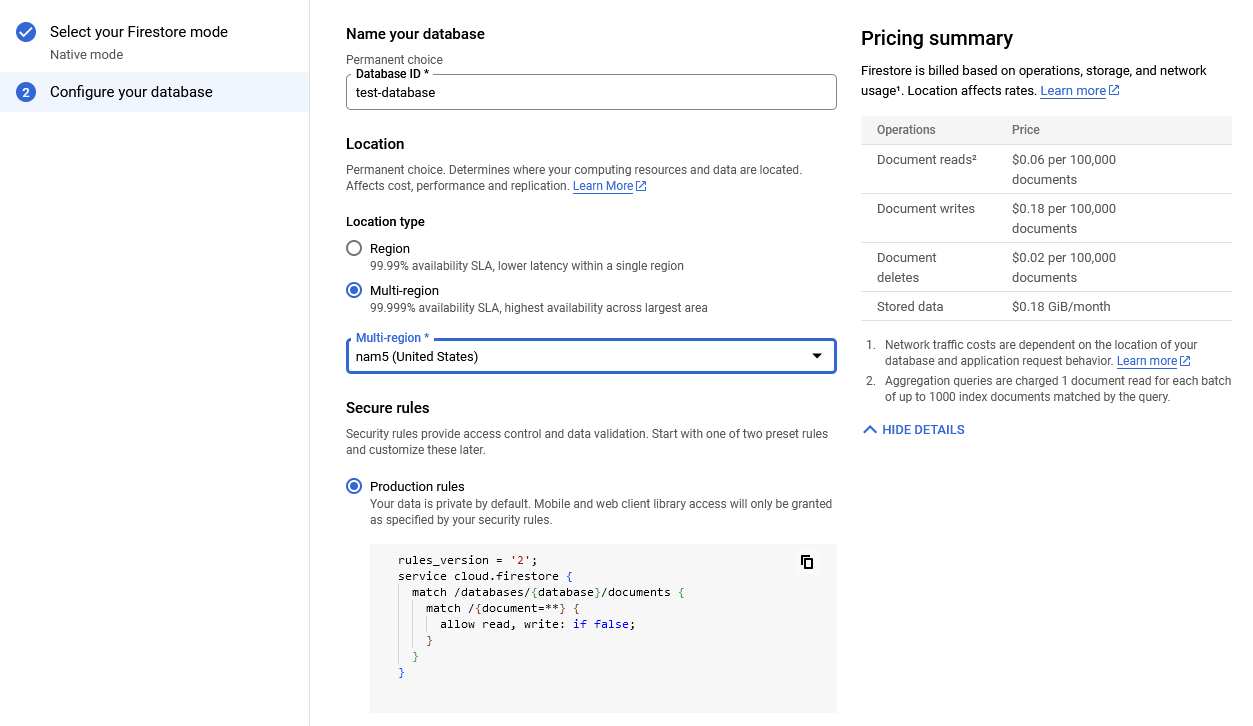 Select your Firestore mode
Native mode
2
Configure your database
Name your database
Permanent choice
Database ID *
test-database
Location
Permanent choice. Determines where your computing resources and data are located.
Affects cost, performance and replication. Learn More
Location type
Region
99.99% availability SLA, lower latency within a single region
Multi-region
99.999% availability SLA, highest availability across largest area
Multi-region *
nam5 (United States)
Secure rules
Security rules provide access control and data validation. Start with one of two preset rules
and customize these later.
Production rules
Your data is private by default. Mobile and web client library access will only be granted
as specified by your security rules.
rules_version = '2';
service cloud.firestore {
match /databases/{database}/documents {
match /{document=**} {
allow read, write: if false;
}
}
}
Pricing summary
Firestore is billed based on operations, storage, and network
usage¹. Location affects rates. Learn more
Operations Price
Document reads² $0.06 per 100,000
documents
Document writes $0.18 per 100,000
documents
Document $0.02 per 100,000
deletes documents
Stored data $0.18 GiB/month
1. Network traffic costs are dependent on the location of your
database and application request behavior. Learn more
2. Aggregation queries are charged 1 document read for each batch
of up to 1000 index documents matched by the query.
HIDE DETAILS